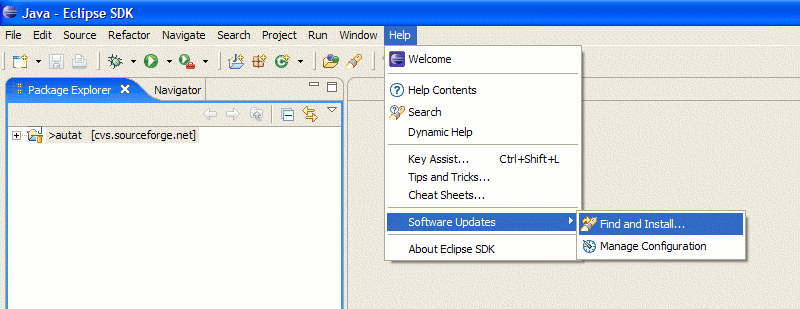 Java - Eclipse SDK
File Edit Source Refactor Navigate Search Project Run Window Help
Welcome
Package Explorer Navigator
Help Contents
Search
>autat [cvs.sourceforge.net]
Dynamic Help
Key Assist... Ctrl+Shift+L
Tips and Tricks...
Cheat Sheets...
Software Updates
Find and Install...
Manage Configuration
About Eclipse SDK